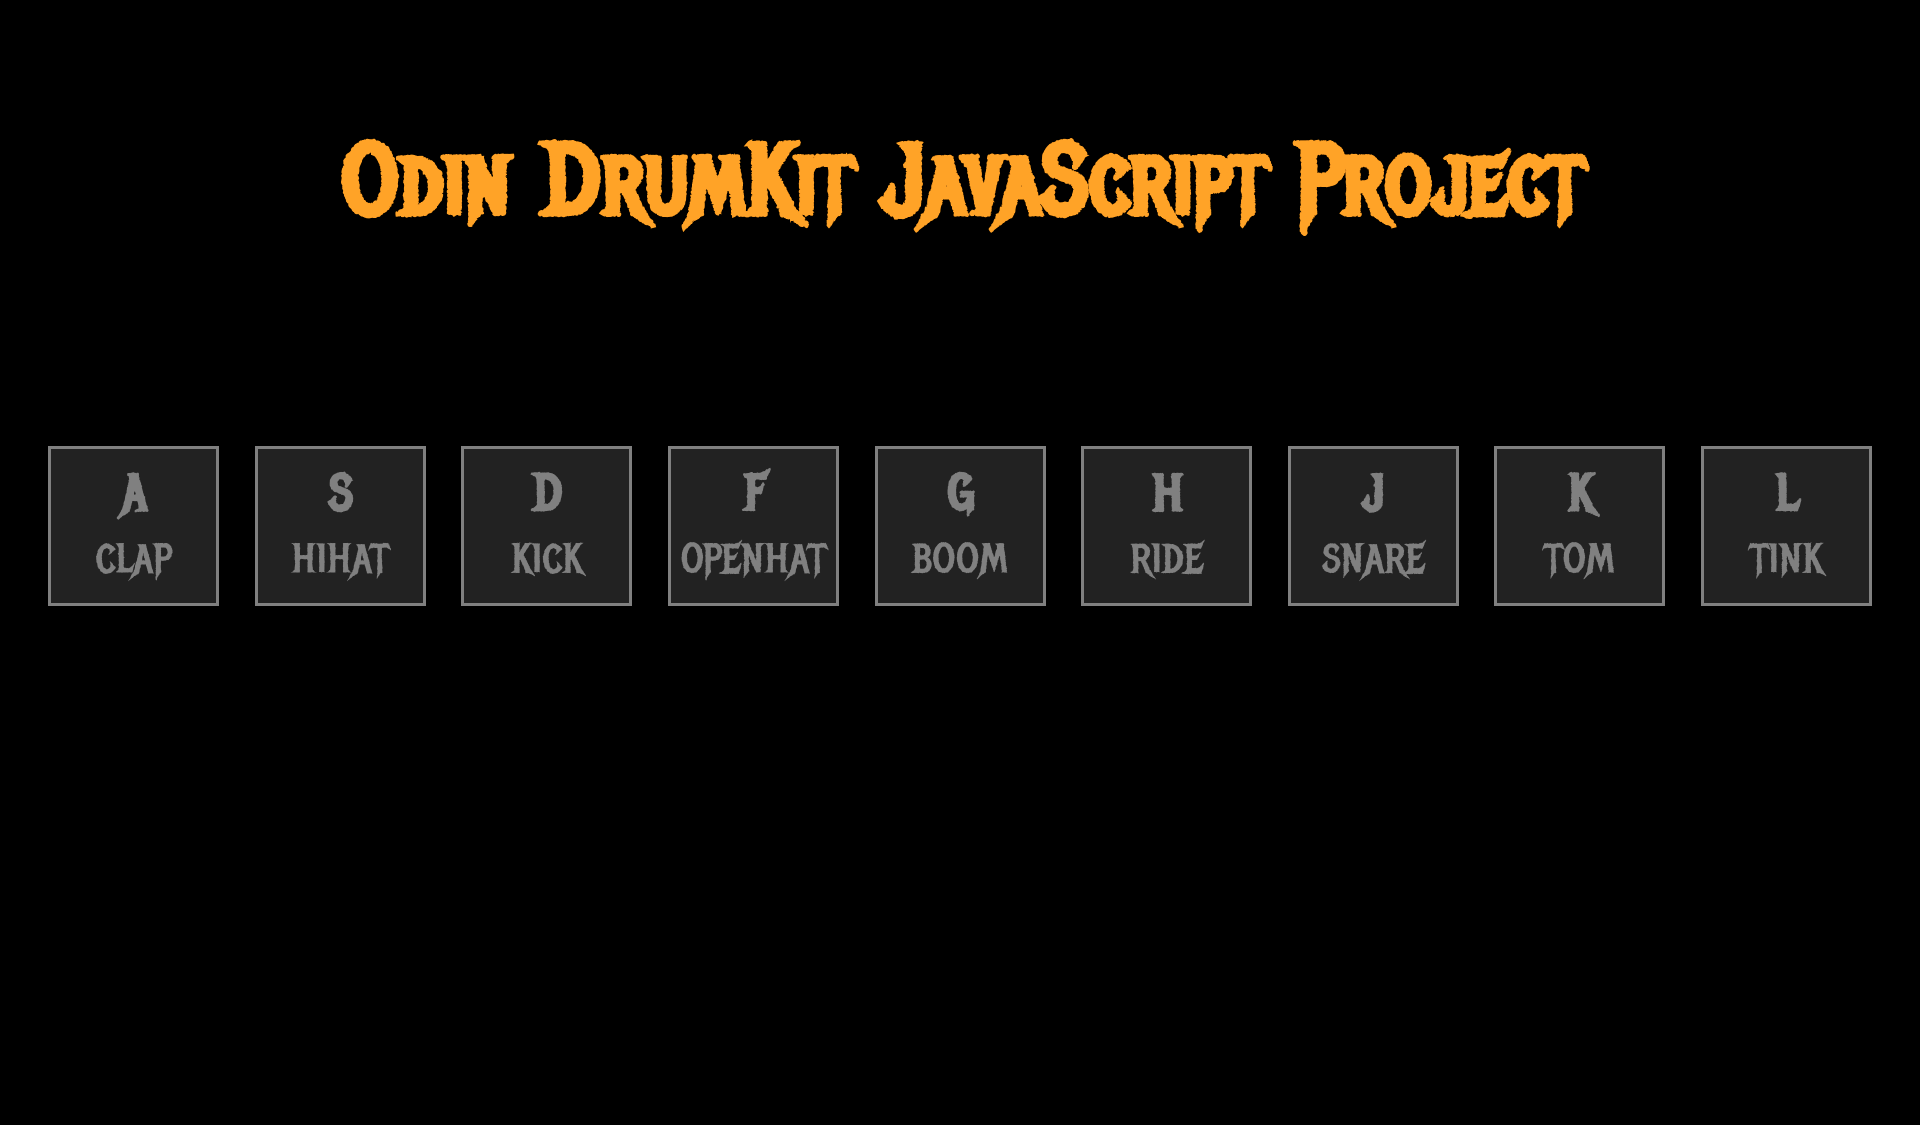 Odin DrumKit JavaScript Project
A S D F G H J K L
CLAP HIHAT KICK OPENHAT BOOM RIDE SNARE TOM TINK